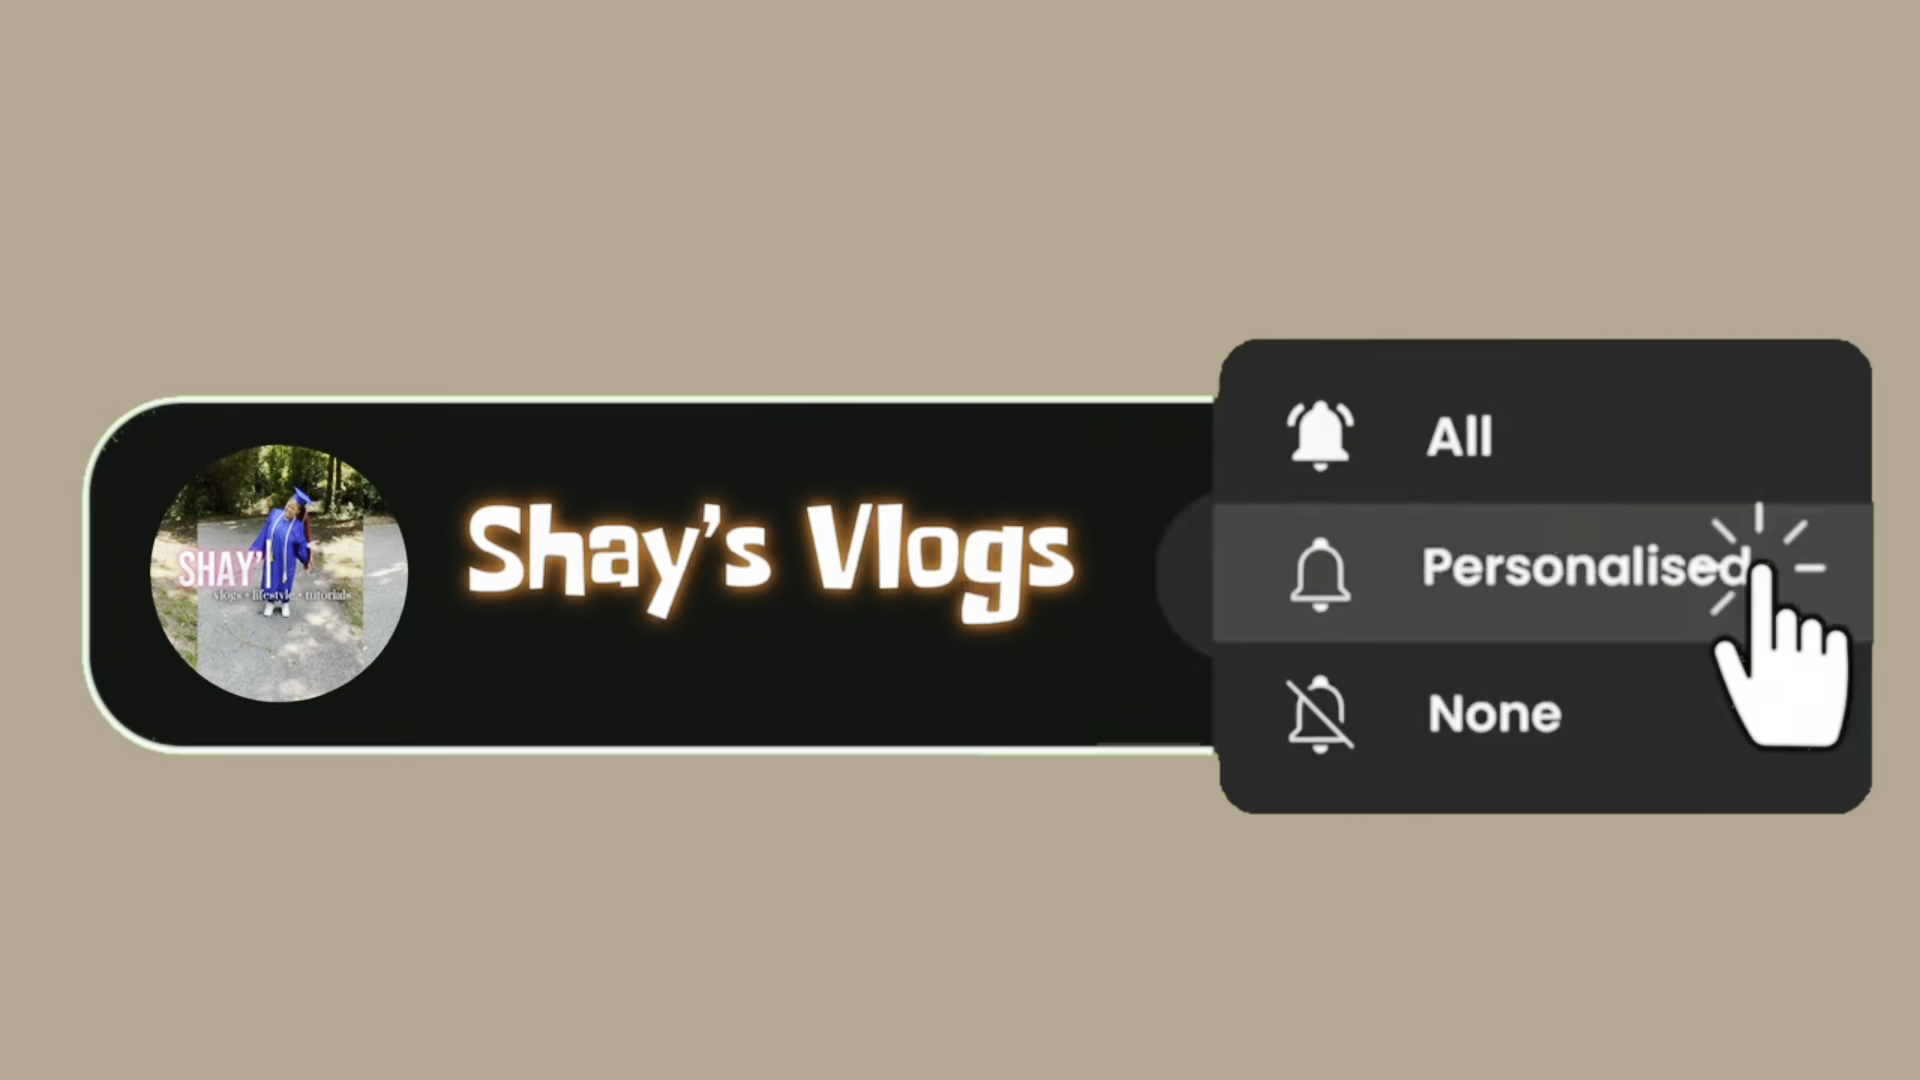 SHAY'
vlogs • lifestyle • tutorials
Shay's Vlogs
All
Personalised
None